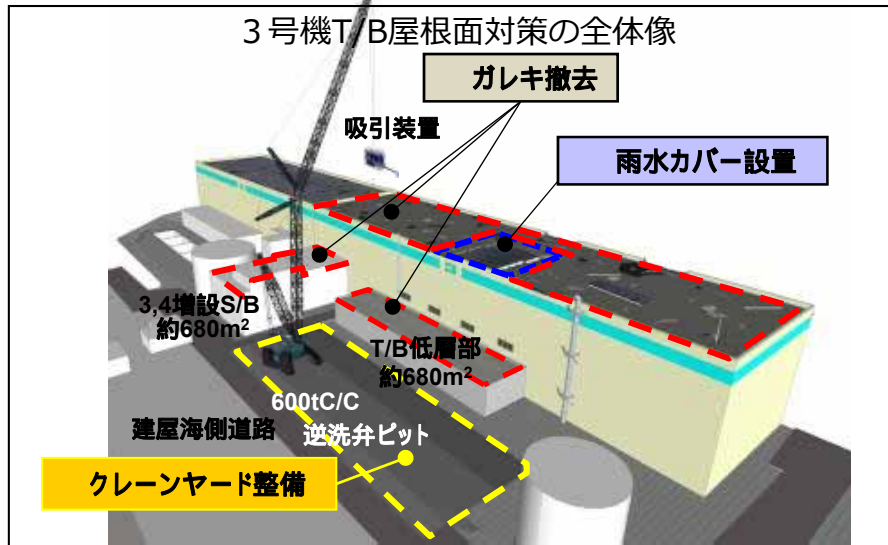 ３号機T/B屋根面対策の全体像
ガレキ撤去
吸引装置
雨水カバー設置
3,4増設S/B
約680m²
T/B低層部
約680m²
600tC/C
建屋海側道路
逆洗弁ピット
クレーンヤード整備